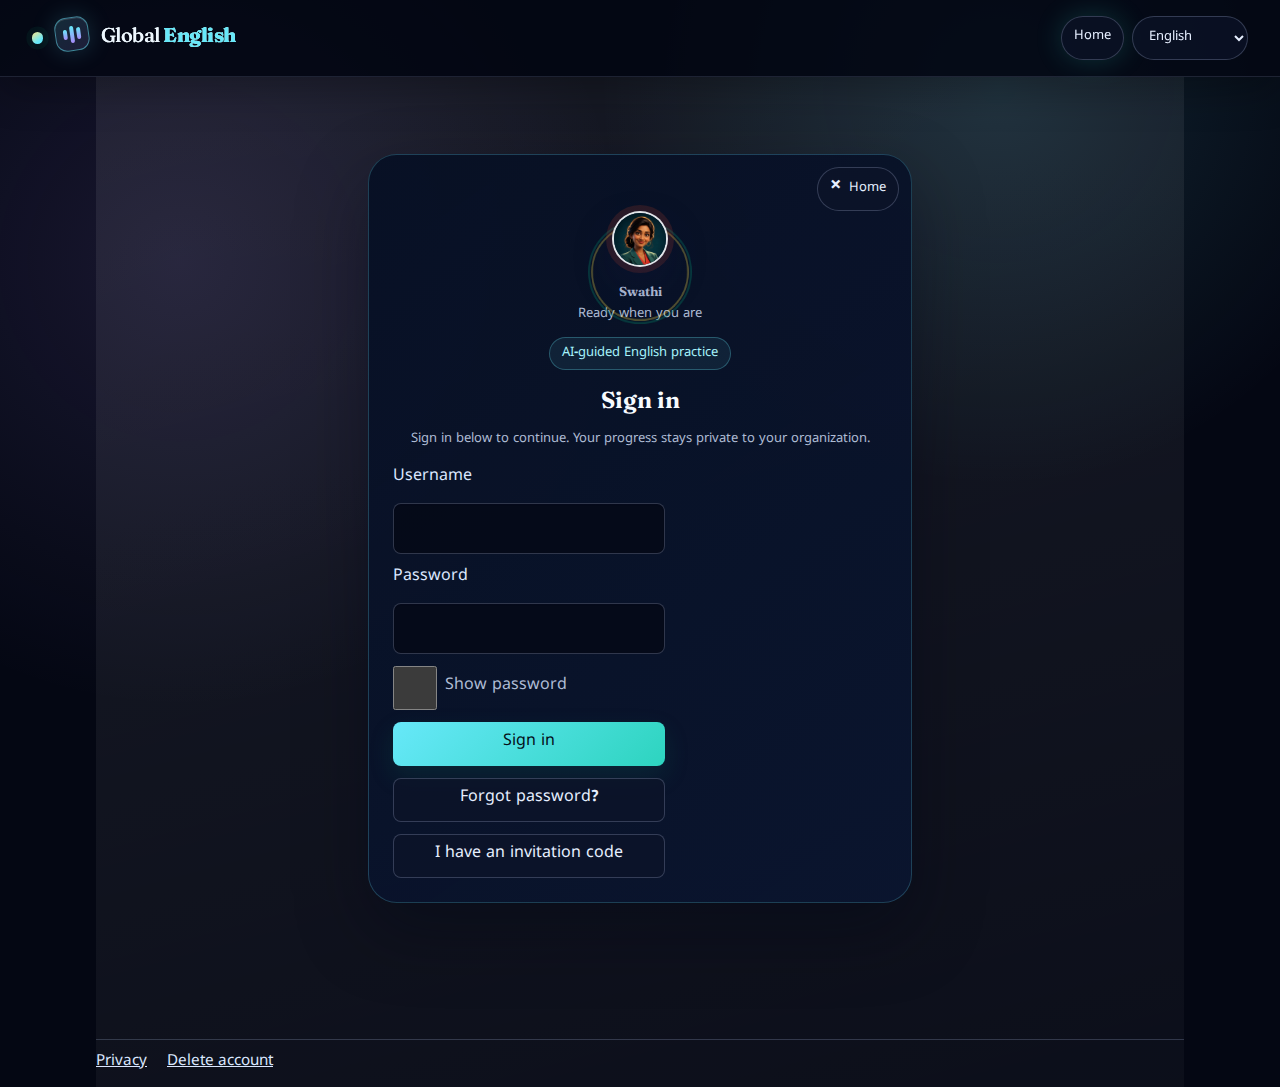 Global English
Home
English
× Home
Swathi
Ready when you are
AI-guided English practice
Sign in
Sign in below to continue. Your progress stays private to your organization.
Username
Password
Show password
Sign in
Forgot password?
I have an invitation code
Privacy
Delete account